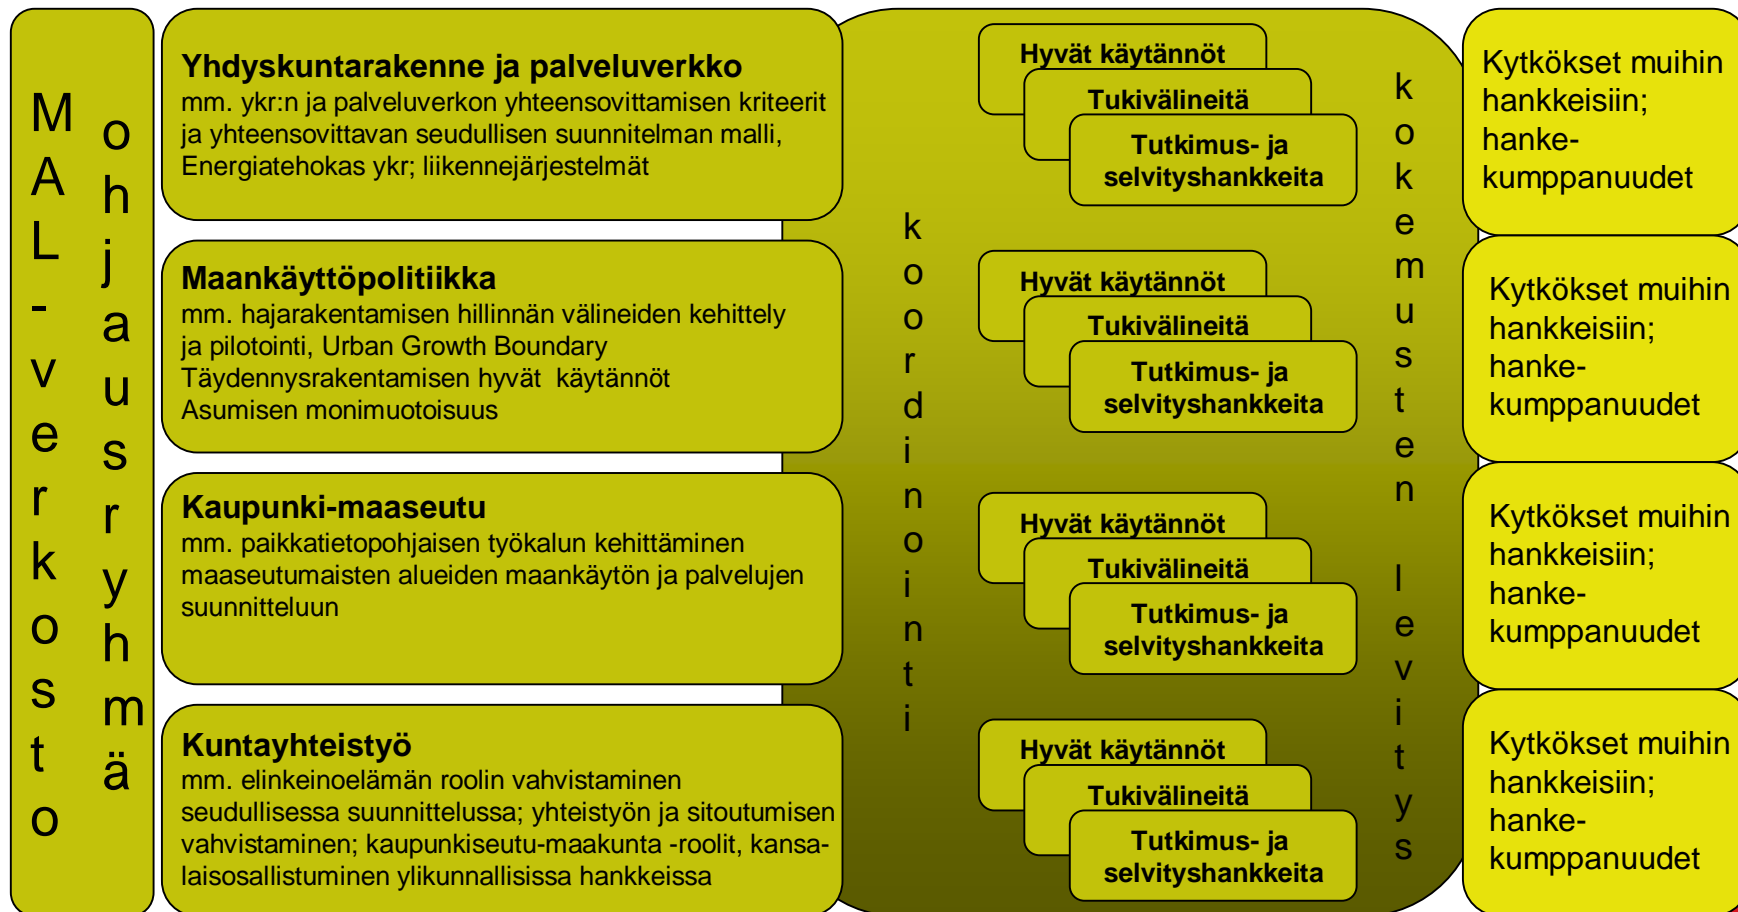 MAL-verkosto
ohjausryhmä
Yhdyskuntarakenne ja palveluverkko
mm. ykr:n ja palveluverkon yhteensovittamisen kriteerit
ja yhteensovittavan seudullisen suunnitelman malli,
Energiatehokas ykr; liikennejärjestelmät
Maankäyttöpolitiikka
mm. hajarakentamisen hillinnän välineiden kehittely
ja pilotointi, Urban Growth Boundary
Täydennysrakentamisen hyvät käytännöt
Asumisen monimuotoisuus
Kaupunki-maaseutu
mm. paikkatietopohjaisen työkalun kehittäminen
maaseutumaisten alueiden maankäytön ja palvelujen
suunnitteluun
Kuntayhteistyö
mm. elinkeinoelämän roolin vahvistaminen
seudullisessa suunnittelussa; yhteistyön ja sitoutumisen
vahvistaminen; kaupunkiseutu-maakunta -roolit, kansa-
laisosallistuminen ylikunnallisissa hankkeissa
koordinointi
Hyvät käytännöt
Tukivälineitä
Tutkimus- ja
selvityshankkeita
Hyvät käytännöt
Tukivälineitä
Tutkimus- ja
selvityshankkeita
Hyvät käytännöt
Tukivälineitä
Tutkimus- ja
selvityshankkeita
Hyvät käytännöt
Tukivälineitä
Tutkimus- ja
selvityshankkeita
kokemusten levitys
Kytkökset muihin
hankkeisiin;
hanke-
kumppanuudet
Kytkökset muihin
hankkeisiin;
hanke-
kumppanuudet
Kytkökset muihin
hankkeisiin;
hanke-
kumppanuudet
Kytkökset muihin
hankkeisiin;
hanke-
kumppanuudet